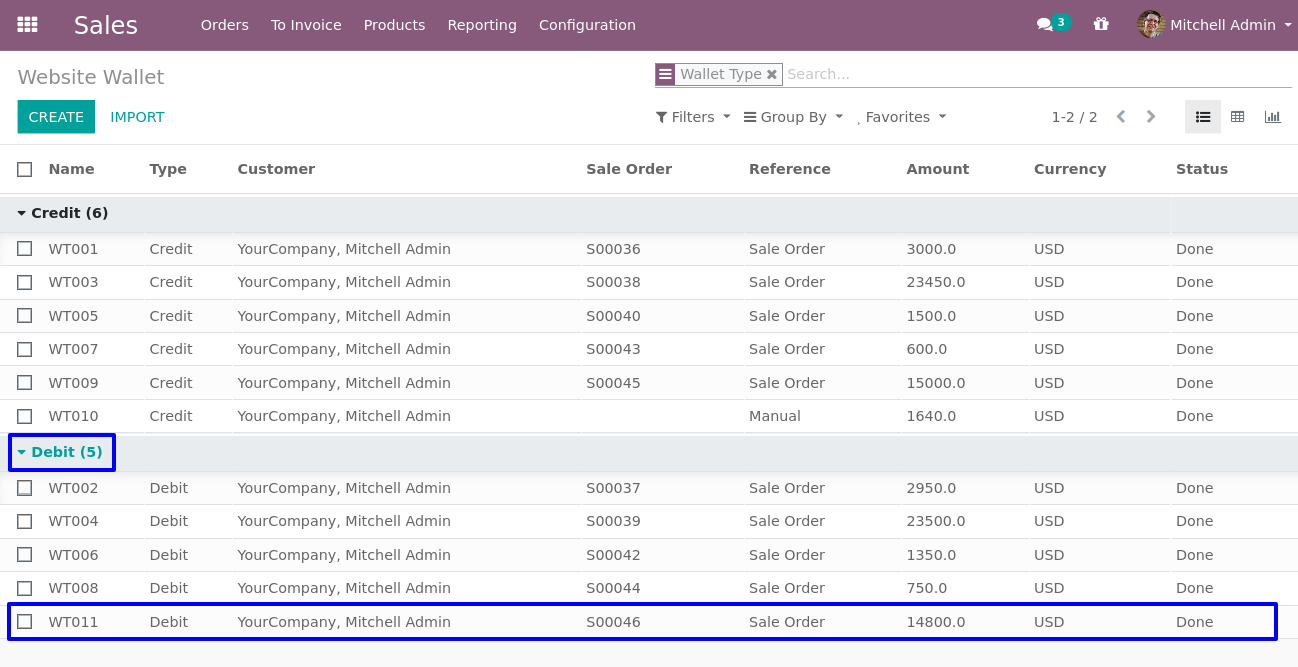 Sales Orders To Invoice Products Reporting Configuration 3 Mitchell Admin
Website Wallet Wallet Type Search...
CREATE IMPORT Filters Group By Favorites 1-2 / 2
Name Type Customer Sale Order Reference Amount Currency Status
Credit (6)
WT001 Credit YourCompany, Mitchell Admin S00036 Sale Order 3000.0 USD Done
WT003 Credit YourCompany, Mitchell Admin S00038 Sale Order 23450.0 USD Done
WT005 Credit YourCompany, Mitchell Admin S00040 Sale Order 1500.0 USD Done
WT007 Credit YourCompany, Mitchell Admin S00043 Sale Order 600.0 USD Done
WT009 Credit YourCompany, Mitchell Admin S00045 Sale Order 15000.0 USD Done
WT010 Credit YourCompany, Mitchell Admin Manual 1640.0 USD Done
Debit (5)
WT002 Debit YourCompany, Mitchell Admin S00037 Sale Order 2950.0 USD Done
WT004 Debit YourCompany, Mitchell Admin S00039 Sale Order 23500.0 USD Done
WT006 Debit YourCompany, Mitchell Admin S00042 Sale Order 1350.0 USD Done
WT008 Debit YourCompany, Mitchell Admin S00044 Sale Order 750.0 USD Done
WT011 Debit YourCompany, Mitchell Admin S00046 Sale Order 14800.0 USD Done